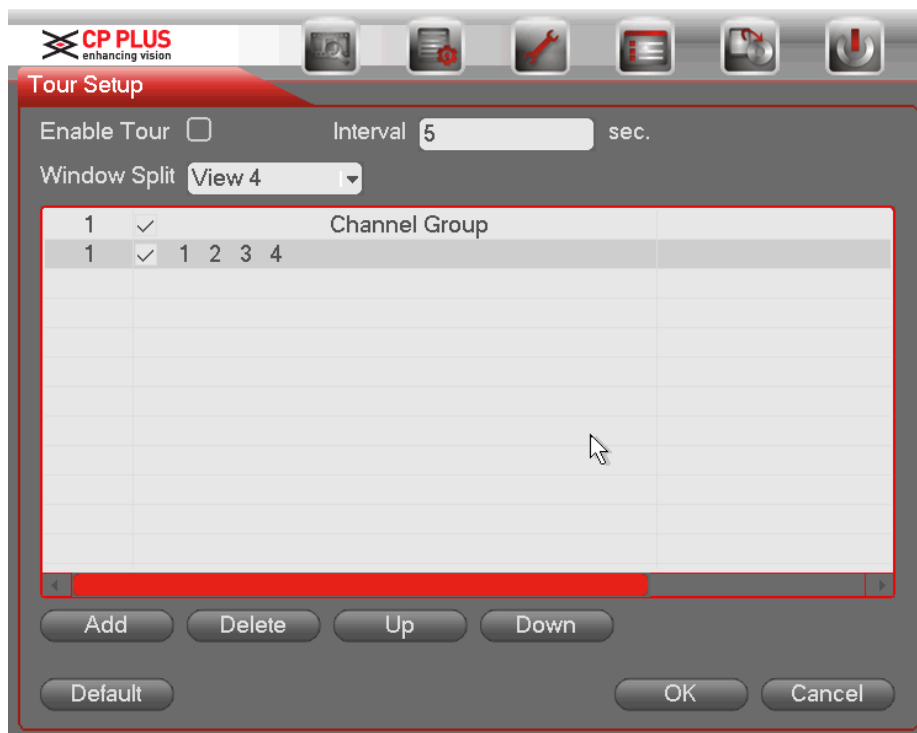 CP PLUS
enhancing vision
Tour Setup
Enable Tour Interval 5 sec.
Window Split View 4
1 Channel Group
1 1 2 3 4
Add Delete Up Down
Default OK Cancel